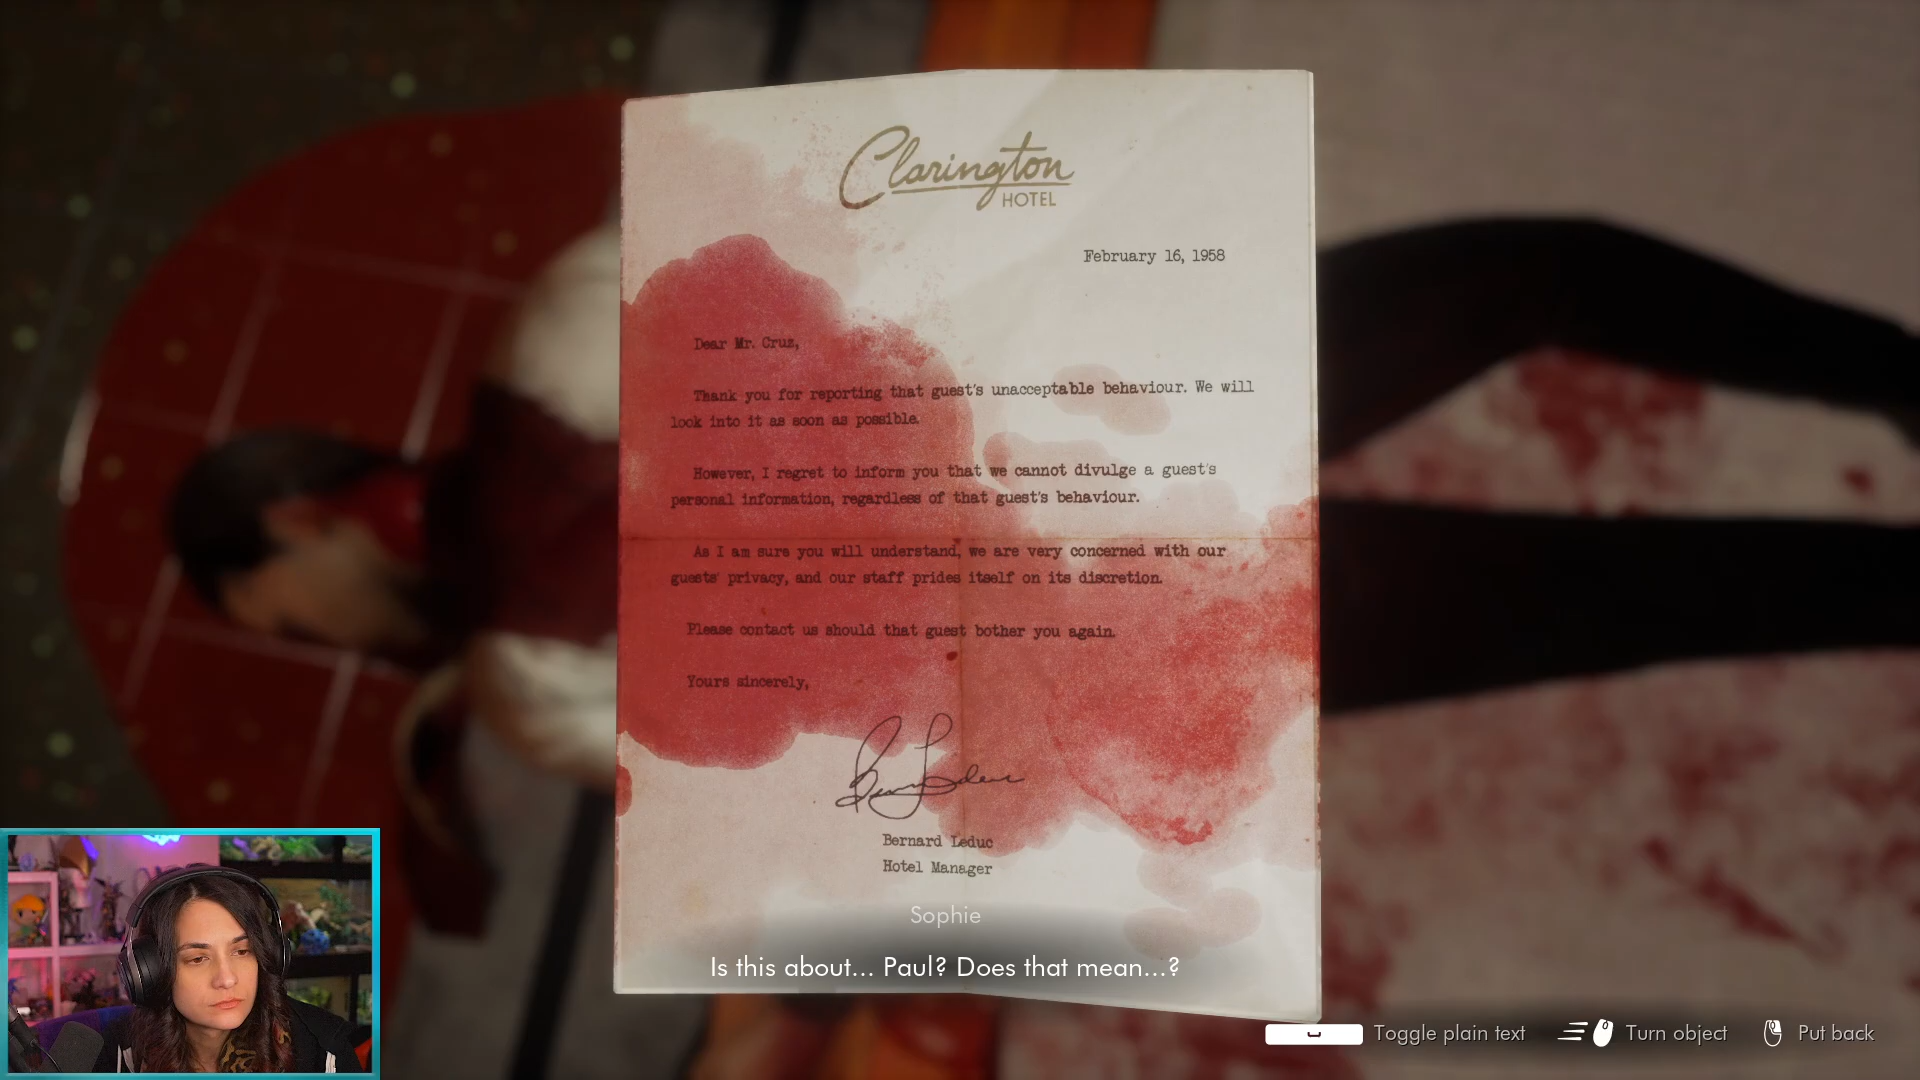 Clarington
HOTEL
February 16, 1958
Dear Mr. Cruz,
Thank you for reporting that guest's unacceptable behaviour. We will
look into it as soon as possible.
However, I regret to inform you that we cannot divulge a guest's
personal information, regardless of that guest's behaviour.
As I am sure you will understand, we are very concerned with our
guests' privacy, and our staff prides itself on its discretion.
Please contact us should that guest bother you again.
Yours sincerely,
Bernard Leduc
Hotel Manager
Sophie
Is this about... Paul? Does that mean...?
Toggle plain text
Turn object
Put back